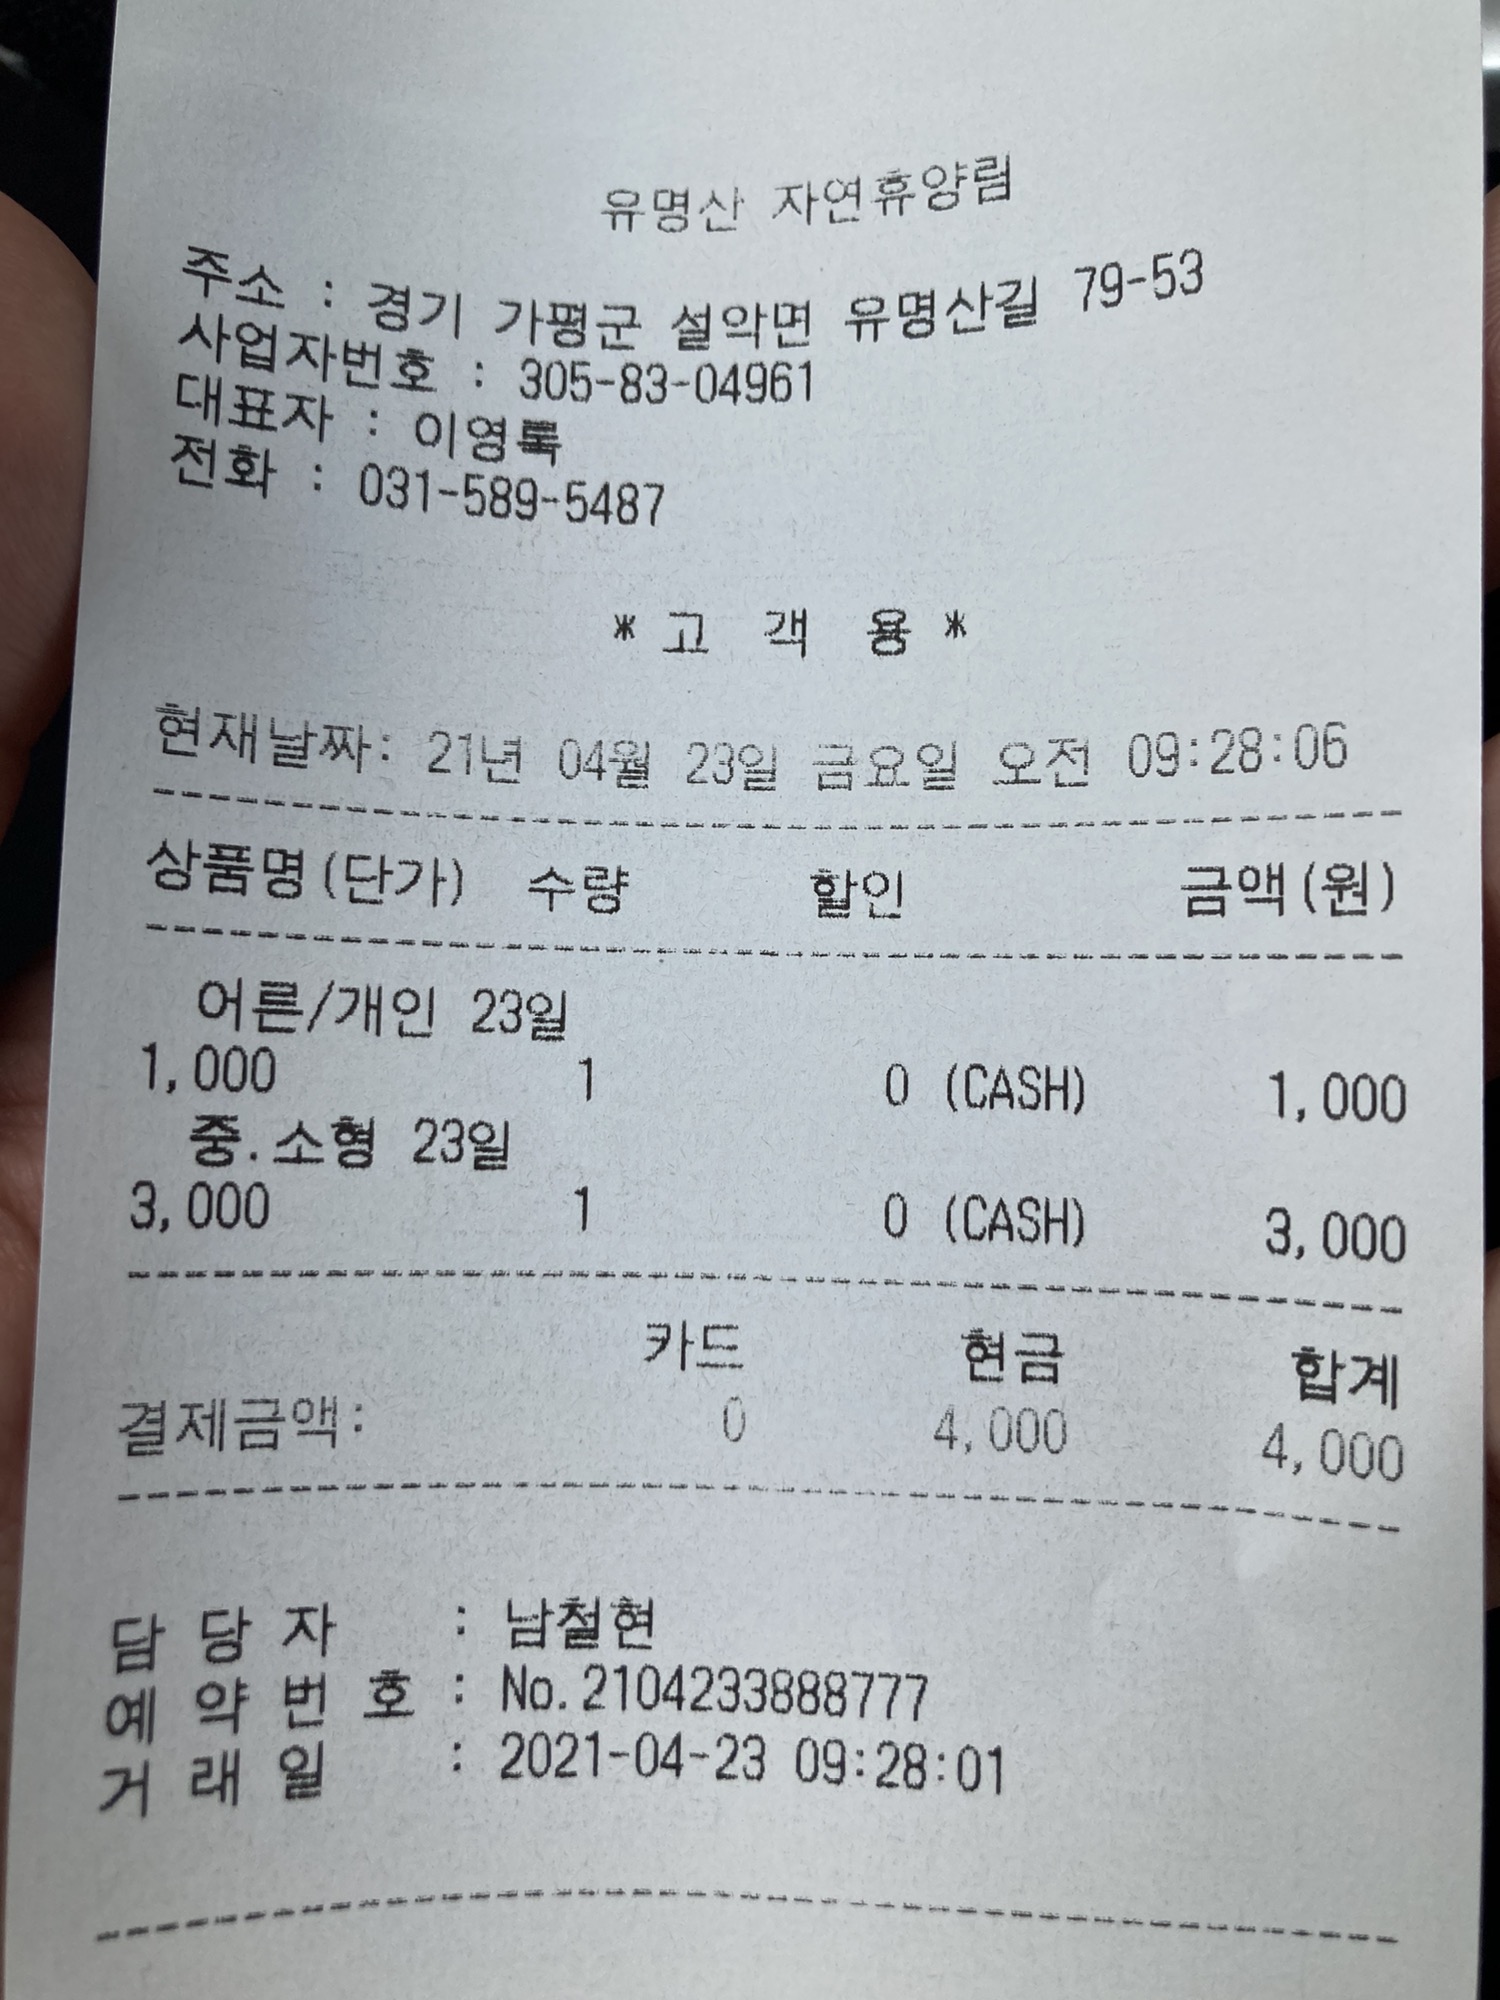 유명산 자연휴양림
주소 : 경기 가평군 설악면 유명산길 79-53
사업자번호 : 305-83-04961
대표자 : 이영록
전화 : 031-589-5487
*고 객 용*
현재날짜: 21년 04월 23일 금요일 오전 09:28:06
상품명(단가) 수량 할인 금액(원)
어른/개인 23일
1,000 1 0 (CASH) 1,000
중.소형 23일
3,000 1 0 (CASH) 3,000
카드 현금 합계
결제금액: 0 4,000 4,000
담 당 자 : 남철현
예 약 번 호 : No.2104233888777
거 래 일 : 2021-04-23 09:28:01